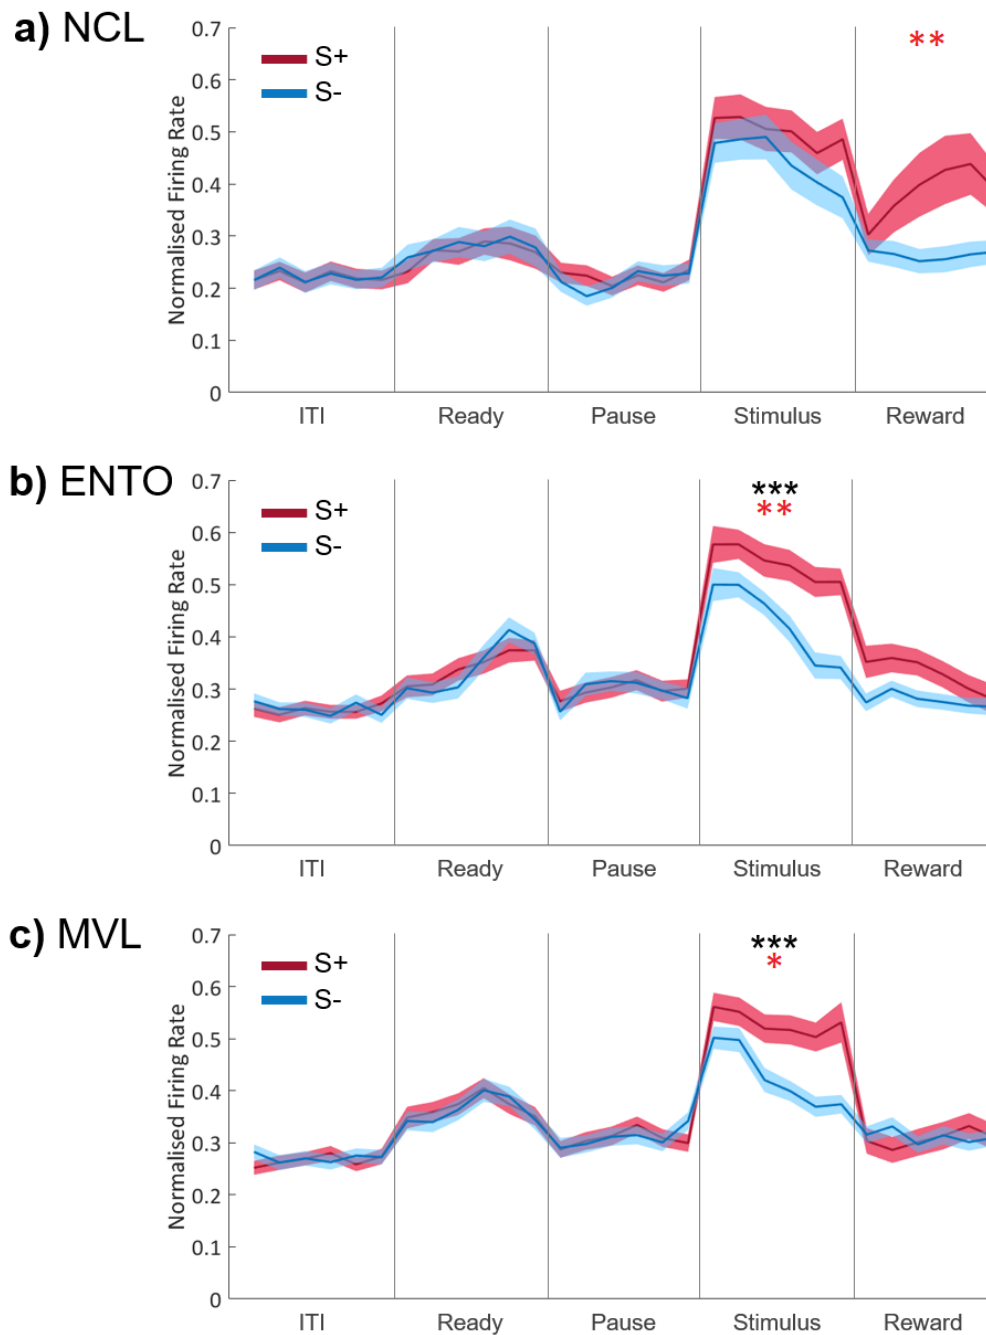 a) NCL
**
S+
S-
Normalised Firing Rate
0.7
0.6
0.5
0.4
0.3
0.2
0.1
0
ITI Ready Pause Stimulus Reward
b) ENTO
***
**
S+
S-
Normalised Firing Rate
0.7
0.6
0.5
0.4
0.3
0.2
0.1
0
ITI Ready Pause Stimulus Reward
c) MVL
***
*
S+
S-
Normalised Firing Rate
0.7
0.6
0.5
0.4
0.3
0.2
0.1
0
ITI Ready Pause Stimulus Reward